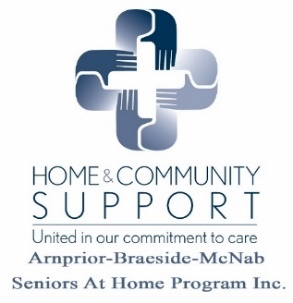 HOME & COMMUNITY
SUPPORT
United in our commitment to care
Arnprior-Braeside-McNab
Seniors At Home Program Inc.